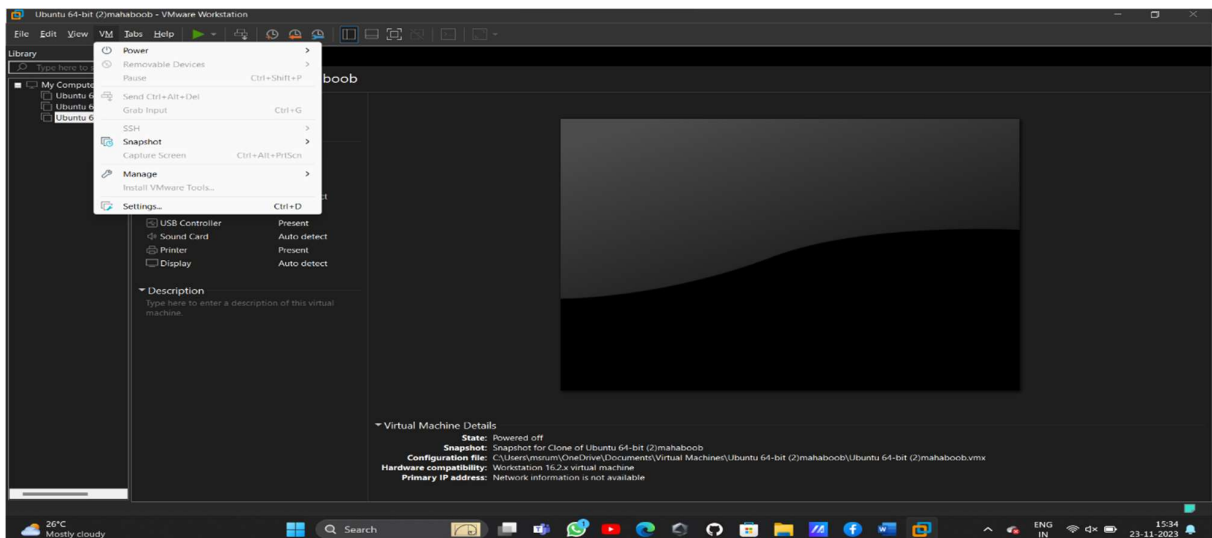 Ubuntu 64-bit (2)mahaboob - VMware Workstation
File Edit View VM Tabs Help
Library
Type here to s
My Compute
Ubuntu 6
Ubuntu 6
Ubuntu 6
Power >
Removable Devices >
Pause Ctrl+Shift+P
Send Ctrl+Alt+Del
Grab Input Ctrl+G
SSH >
Snapshot >
Capture Screen Ctrl+Alt+PrtScn
Manage >
Install VMware Tools...
Settings... Ctrl+D
boob
ct
USB Controller Present
Sound Card Auto detect
Printer Present
Display Auto detect
Description
Type here to enter a description of this virtual
machine.
Virtual Machine Details
State: Powered off
Snapshot: Snapshot for Clone of Ubuntu 64-bit (2)mahaboob
Configuration file: C:\Users\msrum\OneDrive\Documents\Virtual Machines\Ubuntu 64-bit (2)mahaboob\Ubuntu 64-bit (2)mahaboob.vmx
Hardware compatibility: Workstation 16.2.x virtual machine
Primary IP address: Network information is not available
26°C
Mostly cloudy
Search
ENG
IN
15:34
23-11-2023